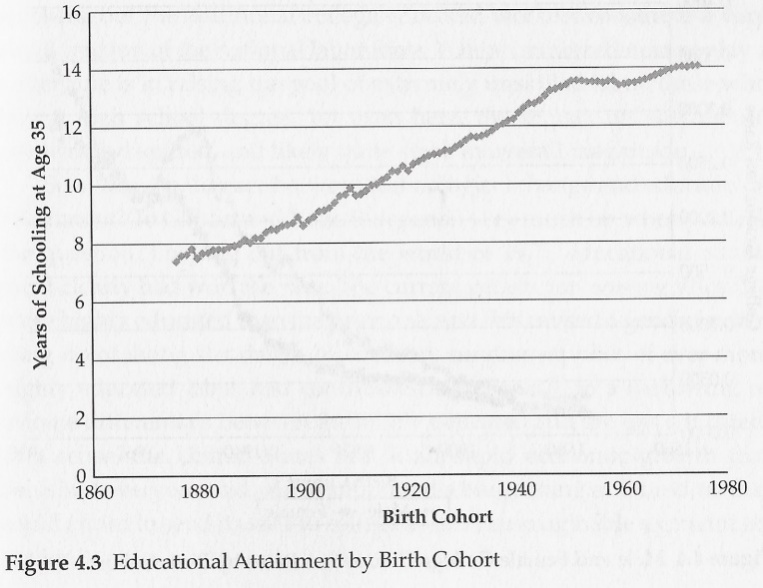 16
14
12
10
8
6
4
2
0
Years of Schooling at Age 35
1860 1880 1900 1920 1940 1960 1980
Birth Cohort
Figure 4.3 Educational Attainment by Birth Cohort